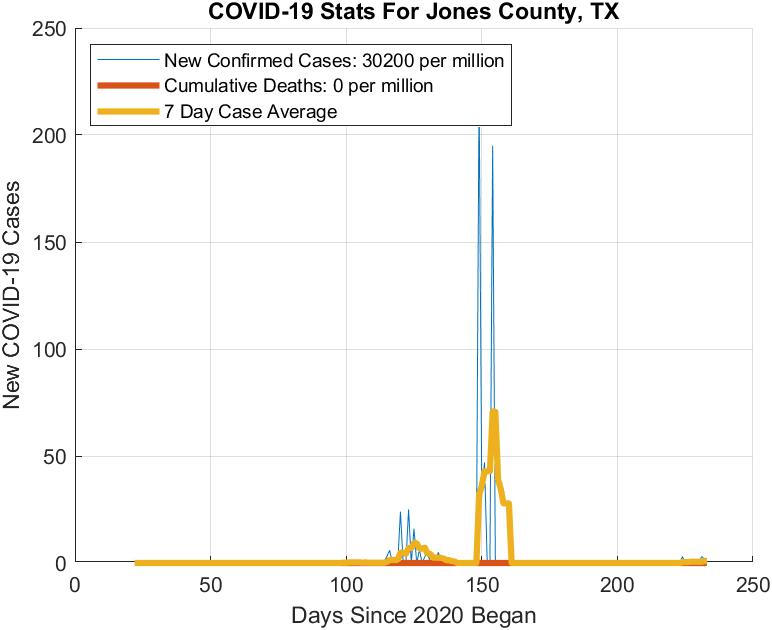 COVID-19 Stats For Jones County, TX
250
New Confirmed Cases: 30200 per million
Cumulative Deaths: 0 per million
7 Day Case Average
200
150
100
50
0
New COVID-19 Cases
0 50 100 150 200 250
Days Since 2020 Began